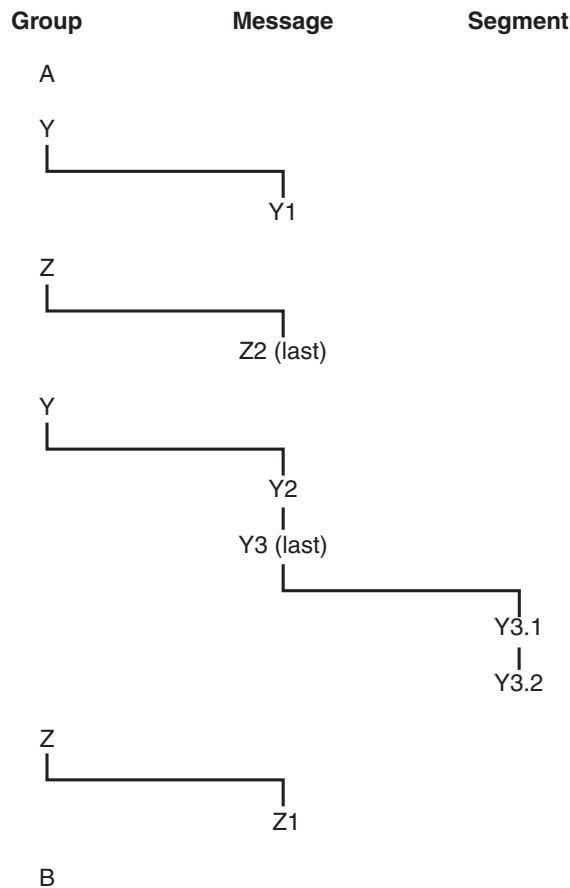 Group Message Segment
A
Y
Y1
Z
Z2 (last)
Y
Y2
Y3 (last)
Y3.1
Y3.2
Z
Z1
B